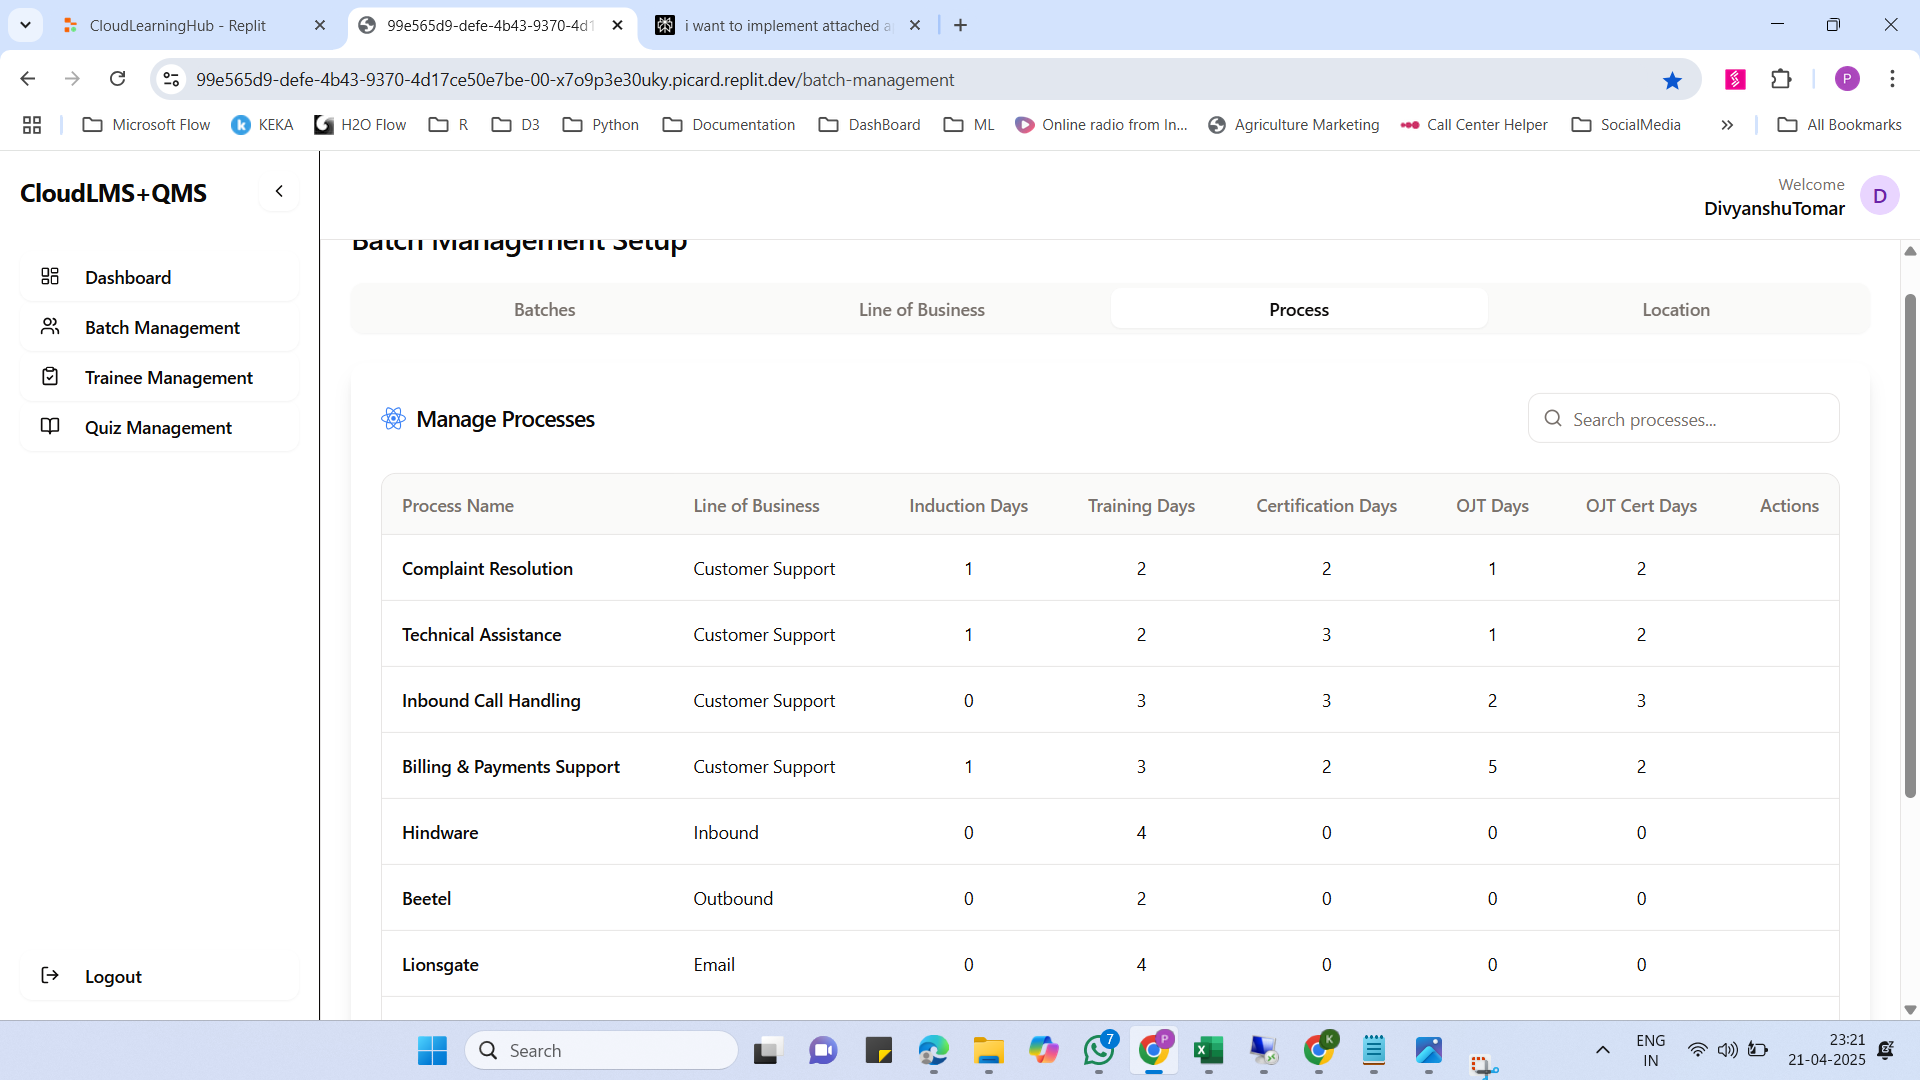 CloudLearningHub - Replit
99e565d9-defe-4b43-9370-4d1
i want to implement attached a
99e565d9-defe-4b43-9370-4d17ce50e7be-00-x7o9p3e30uky.picard.replit.dev/batch-management
P
Microsoft Flow
KEKA
H2O Flow
R
D3
Python
Documentation
DashBoard
ML
Online radio from In...
Agriculture Marketing
Call Center Helper
SocialMedia
All Bookmarks
CloudLMS+QMS
Welcome
DivyanshuTomar
D
Dashboard
Batch Management
Trainee Management
Quiz Management
Logout
Batch Management Setup
Batches
Line of Business
Process
Location
Manage Processes
Search processes...
Process Name Line of Business Induction Days Training Days Certification Days OJT Days OJT Cert Days Actions
Complaint Resolution Customer Support 1 2 2 1 2
Technical Assistance Customer Support 1 2 3 1 2
Inbound Call Handling Customer Support 0 3 3 2 3
Billing & Payments Support Customer Support 1 3 2 5 2
Hindware Inbound 0 4 0 0 0
Beetel Outbound 0 2 0 0 0
Lionsgate Email 0 4 0 0 0
Search
7
P
K
ENG
IN
23:21
21-04-2025